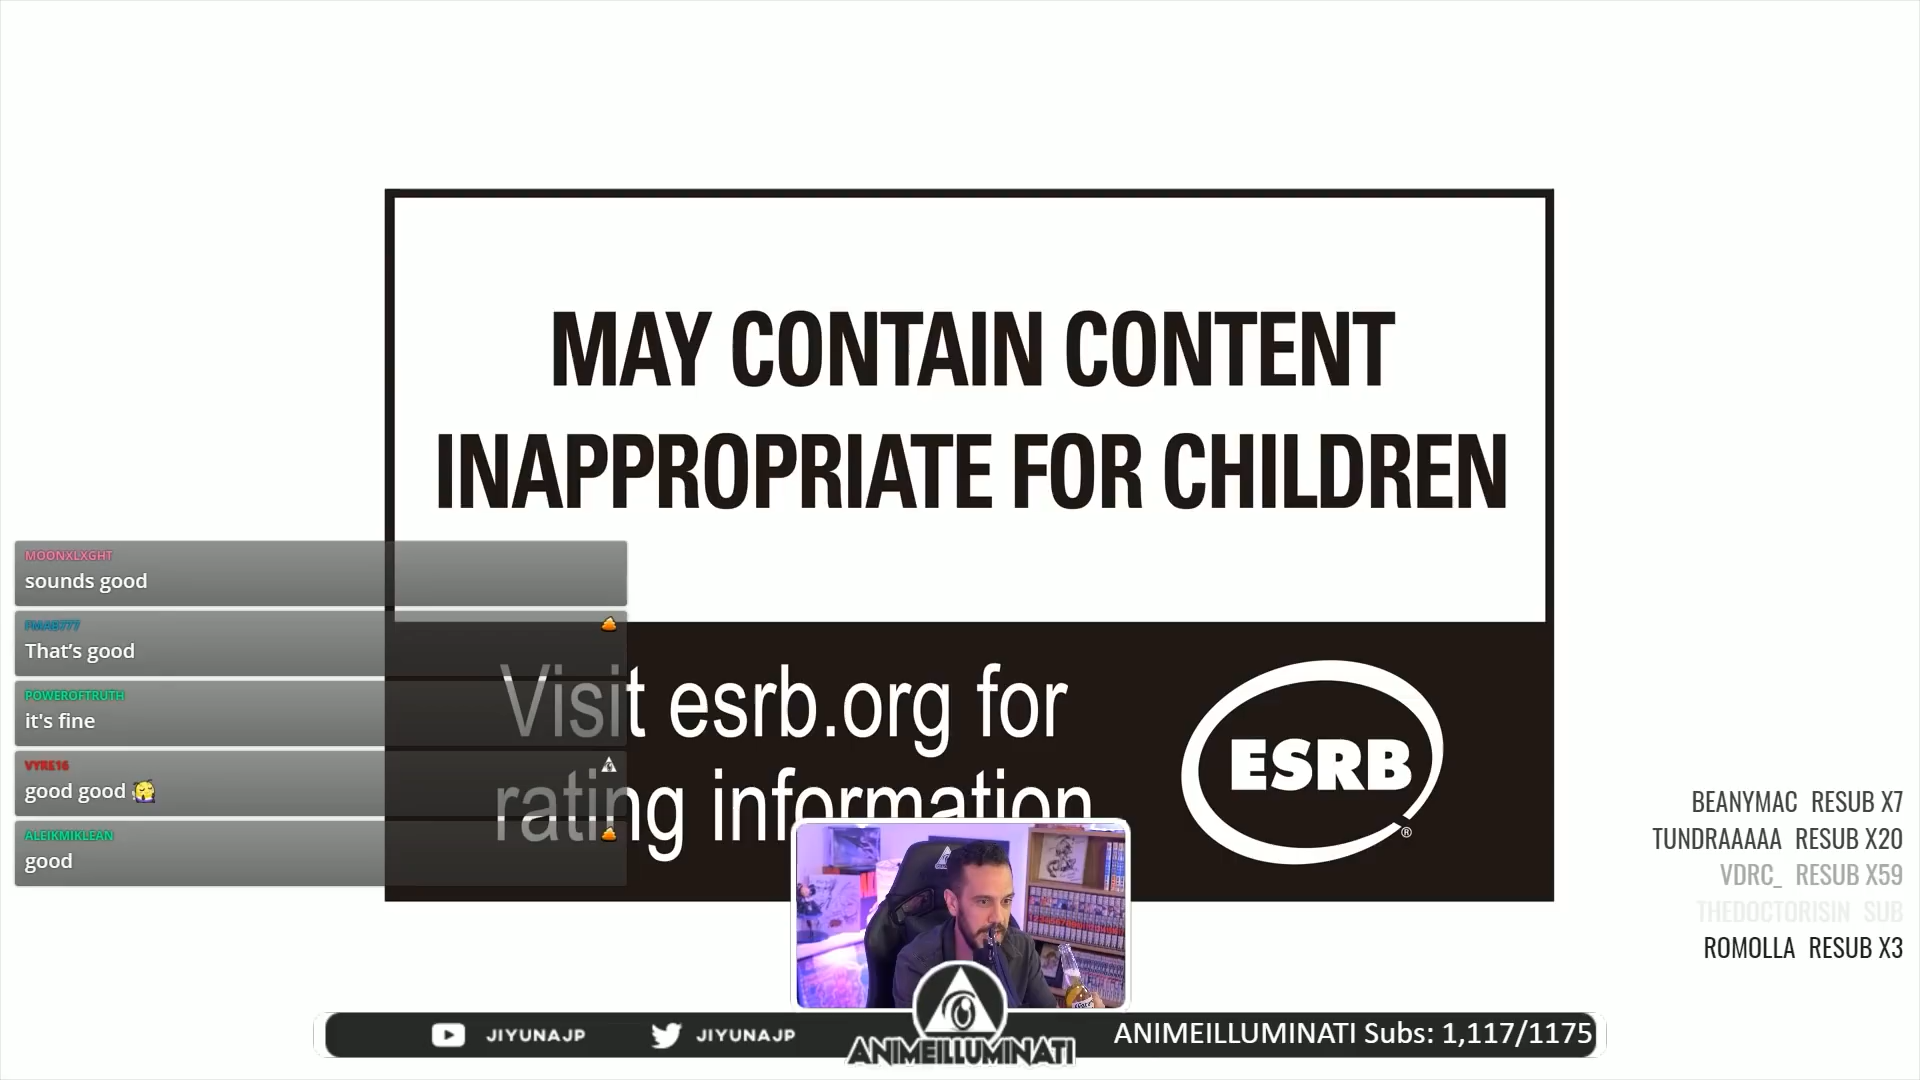 MAY CONTAIN CONTENT
INAPPROPRIATE FOR CHILDREN
Visit esrb.org for
rating information
ESRB
®
MOONXLXGHT
sounds good
FMAB777
That’s good
POWEROFTRUTH
it's fine
VYRE16
good good
ALEIKMIKLEAN
good
BEANYMAC RESUB X7
TUNDRAAAAA RESUB X20
VDRC_ RESUB X59
THEDOCTORISIN SUB
ROMOLLA RESUB X3
JIYUNAJP
JIYUNAJP
ANIMEILLUMINATI
ANIMEILLUMINATI Subs: 1,117/1175